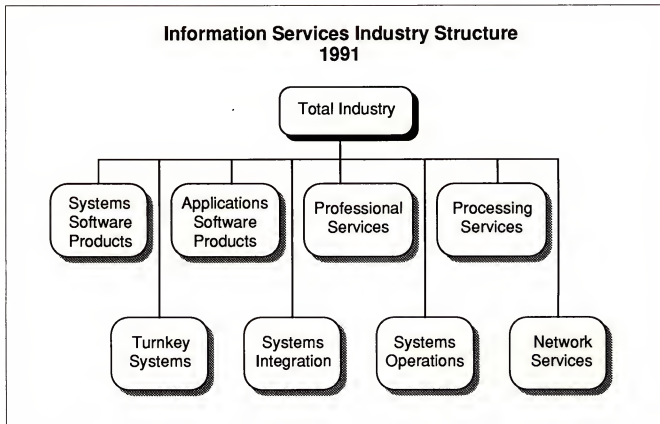 Information Services Industry Structure
1991
Total Industry
Systems
Software
Products
Applications
Software
Products
Professional
Services
Processing
Services
Turnkey
Systems
Systems
Integration
Systems
Operations
Network
Services